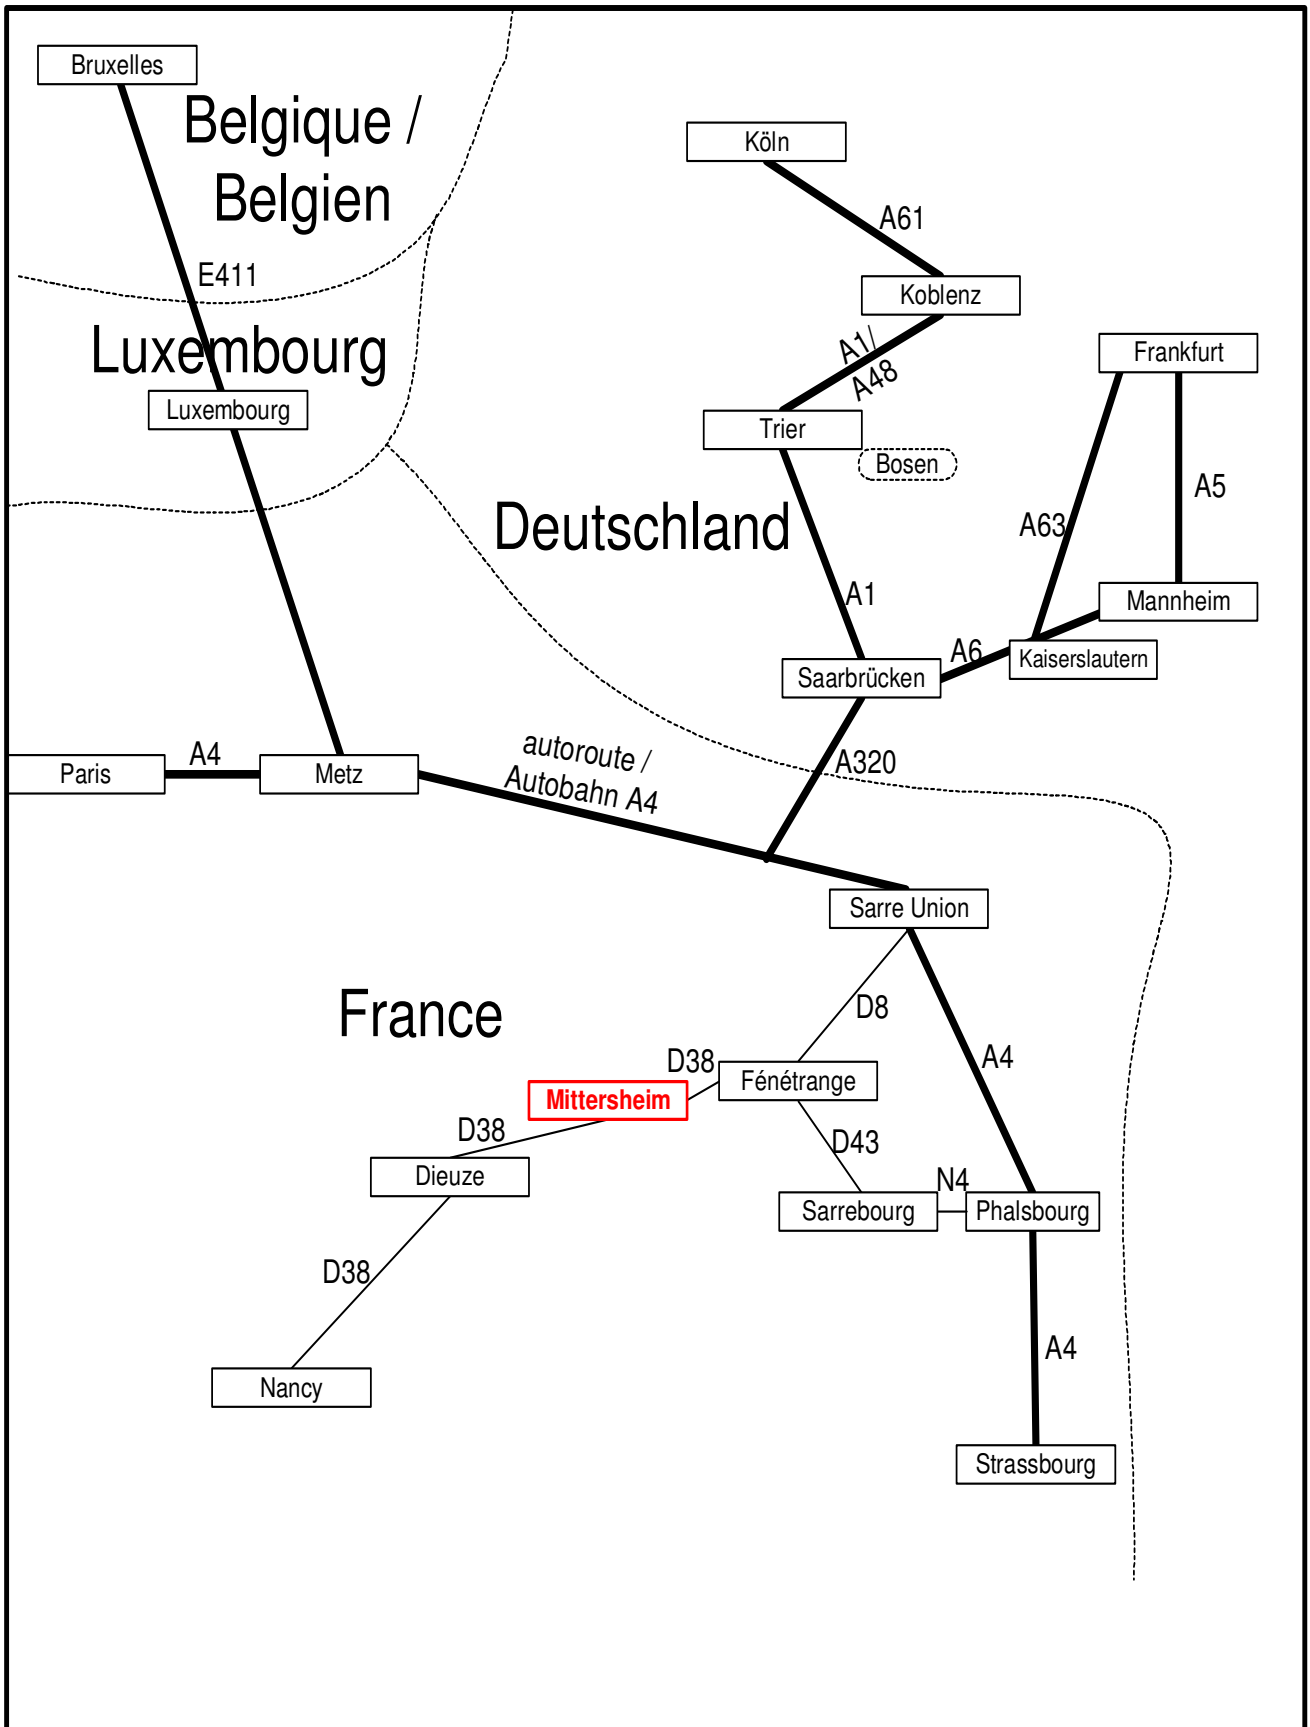 Bruxelles
Belgique /
Belgien
Köln
A61
E411
Koblenz
Luxembourg
A1/
A48
Frankfurt
Luxembourg
Trier
Bosen
A5
Deutschland
A63
A1
Mannheim
A6
Kaiserslautern
Saarbrücken
autoroute /
Autobahn A4
A320
Paris
A4
Metz
Sarre Union
France
D8
A4
D38
Fénétrange
Mittersheim
D38
D43
Dieuze
N4
Sarrebourg
Phalsbourg
D38
A4
Nancy
Strassbourg